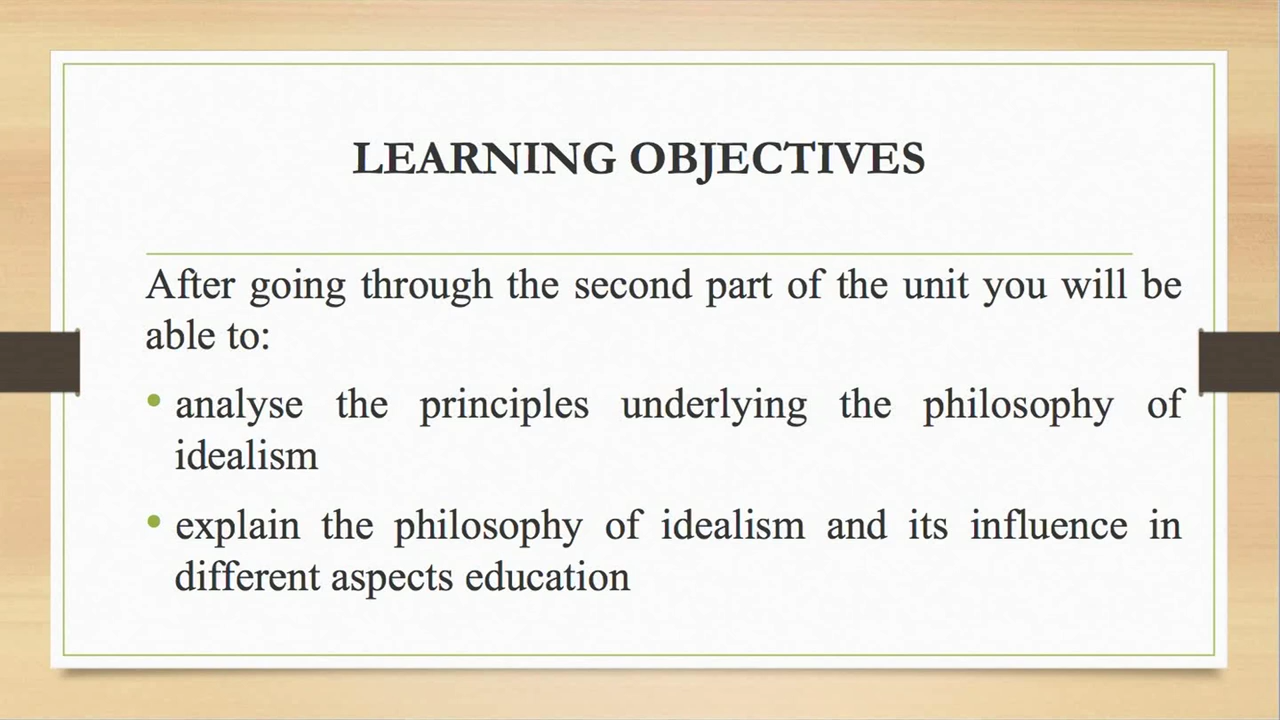 LEARNING OBJECTIVES
After going through the second part of the unit you will be
able to:
• analyse the principles underlying the philosophy of
idealism
• explain the philosophy of idealism and its influence in
different aspects education